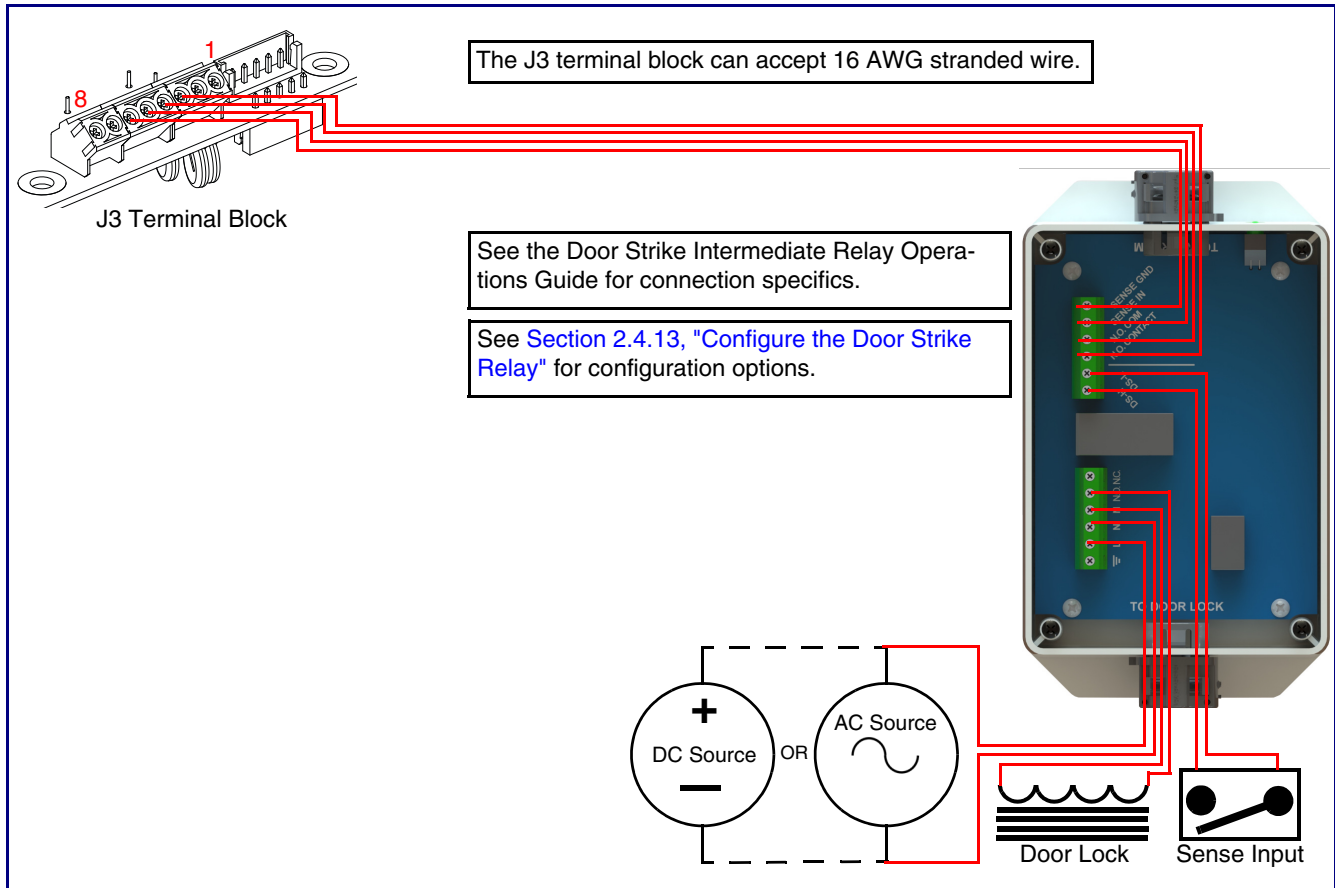 1
The J3 terminal block can accept 16 AWG stranded wire.
8
J3 Terminal Block
See the Door Strike Intermediate Relay Opera-
tions Guide for connection specifics.
See Section 2.4.13, "Configure the Door Strike
Relay" for configuration options.
SENSE GND
SENSE IN
N.O. COM
N.O. CONTACT
N.O.
N.C.
N
L
TO DOOR LOCK
+
DC Source
OR
AC Source
Door Lock
Sense Input